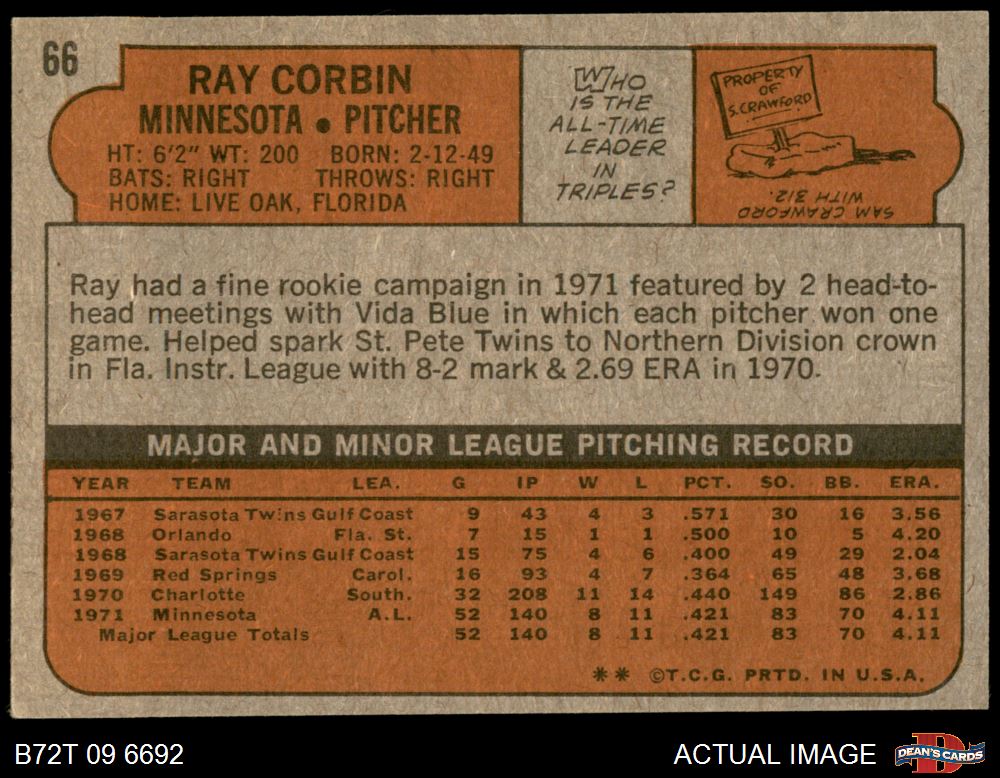 66
RAY CORBIN
MINNESOTA • PITCHER
HT: 6'2" WT: 200 BORN: 2-12-49
BATS: RIGHT THROWS: RIGHT
HOME: LIVE OAK, FLORIDA
WHO
IS THE
ALL-TIME
LEADER
IN
TRIPLES?
PROPERTY
OF
S. CRAWFORD
SAM CRAWFORD WAS
WITH 312.
Ray had a fine rookie campaign in 1971 featured by 2 head-to-
head meetings with Vida Blue in which each pitcher won one
game. Helped spark St. Pete Twins to Northern Division crown
in Fla. Instr. League with 8-2 mark & 2.69 ERA in 1970.
MAJOR AND MINOR LEAGUE PITCHING RECORD
YEAR TEAM LEA. G IP W L PCT. SO. BB. ERA.
1967 Sarasota Twins Gulf Coast 9 43 4 3 .571 30 16 3.56
1968 Orlando Fla. St. 7 15 1 1 .500 10 5 4.20
1968 Sarasota Twins Gulf Coast 15 75 4 6 .400 49 29 2.04
1969 Red Springs Carol. 16 93 4 7 .364 65 48 3.68
1970 Charlotte South. 32 208 11 14 .440 149 86 2.86
1971 Minnesota A.L. 52 140 8 11 .421 83 70 4.11
Major League Totals 52 140 8 11 .421 83 70 4.11
** ©T.C.G. PRTD. IN U.S.A.
B72T 09 6692
ACTUAL IMAGE
D
DEAN'S CARDS